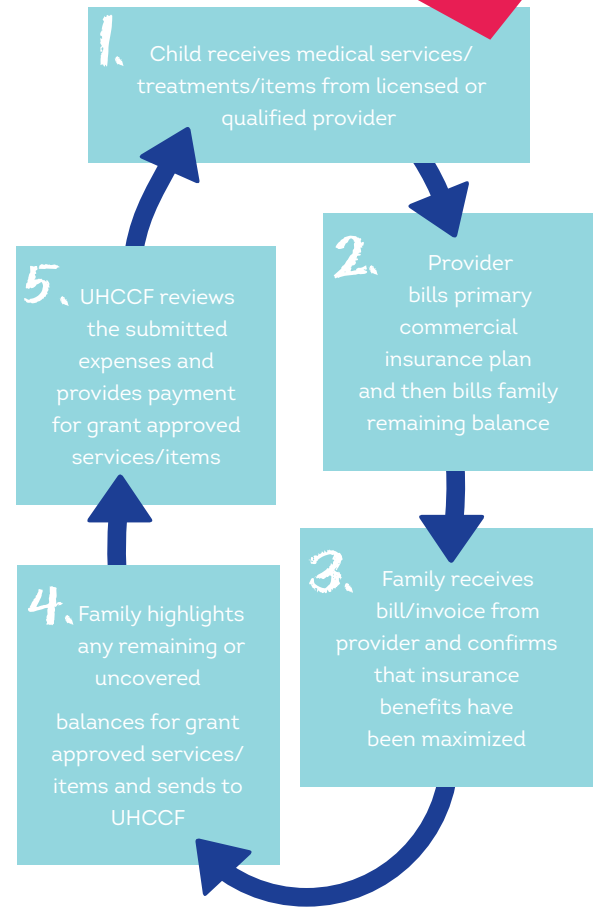 1.
Child receives medical services/
treatments/items from licensed or
qualified provider
2.
Provider
bills primary
commercial
insurance plan
and then bills family
remaining balance
3.
Family receives
bill/invoice from
provider and confirms
that insurance
benefits have
been maximized
4.
Family highlights
any remaining or
uncovered
balances for grant
approved services/
items and sends to
UHCCF
5.
UHCCF reviews
the submitted
expenses and
provides payment
for grant approved
services/items